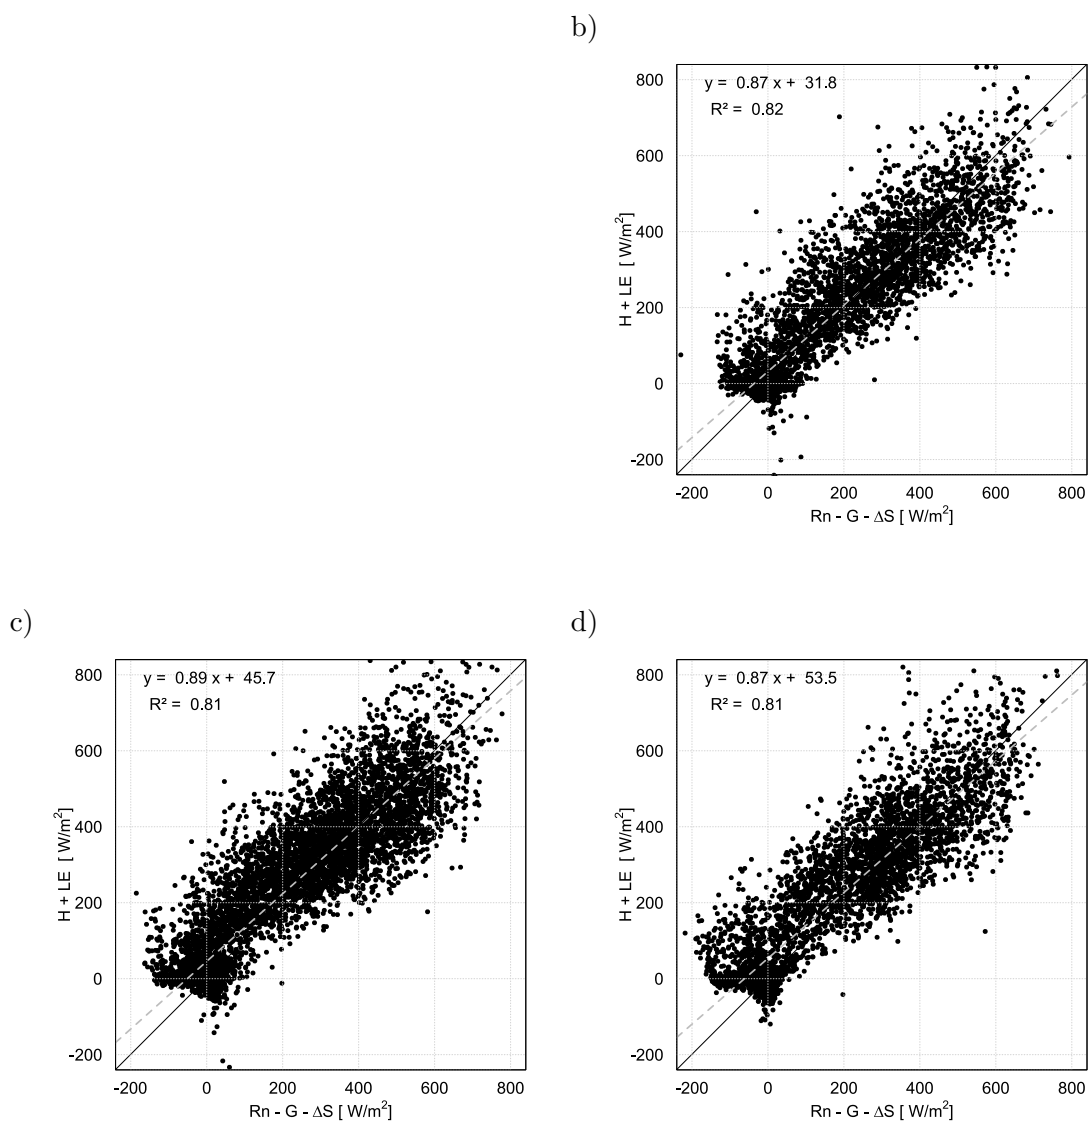 b)
y = 0.87 x + 31.8
R² = 0.82
800
600
400
200
0
-200
H + LE [ W/m²]
-200 0 200 400 600 800
Rn - G - ΔS [ W/m²]
c)
y = 0.89 x + 45.7
R² = 0.81
800
600
400
200
0
-200
H + LE [ W/m²]
-200 0 200 400 600 800
Rn - G - ΔS [ W/m²]
d)
y = 0.87 x + 53.5
R² = 0.81
800
600
400
200
0
-200
H + LE [ W/m²]
-200 0 200 400 600 800
Rn - G - ΔS [ W/m²]